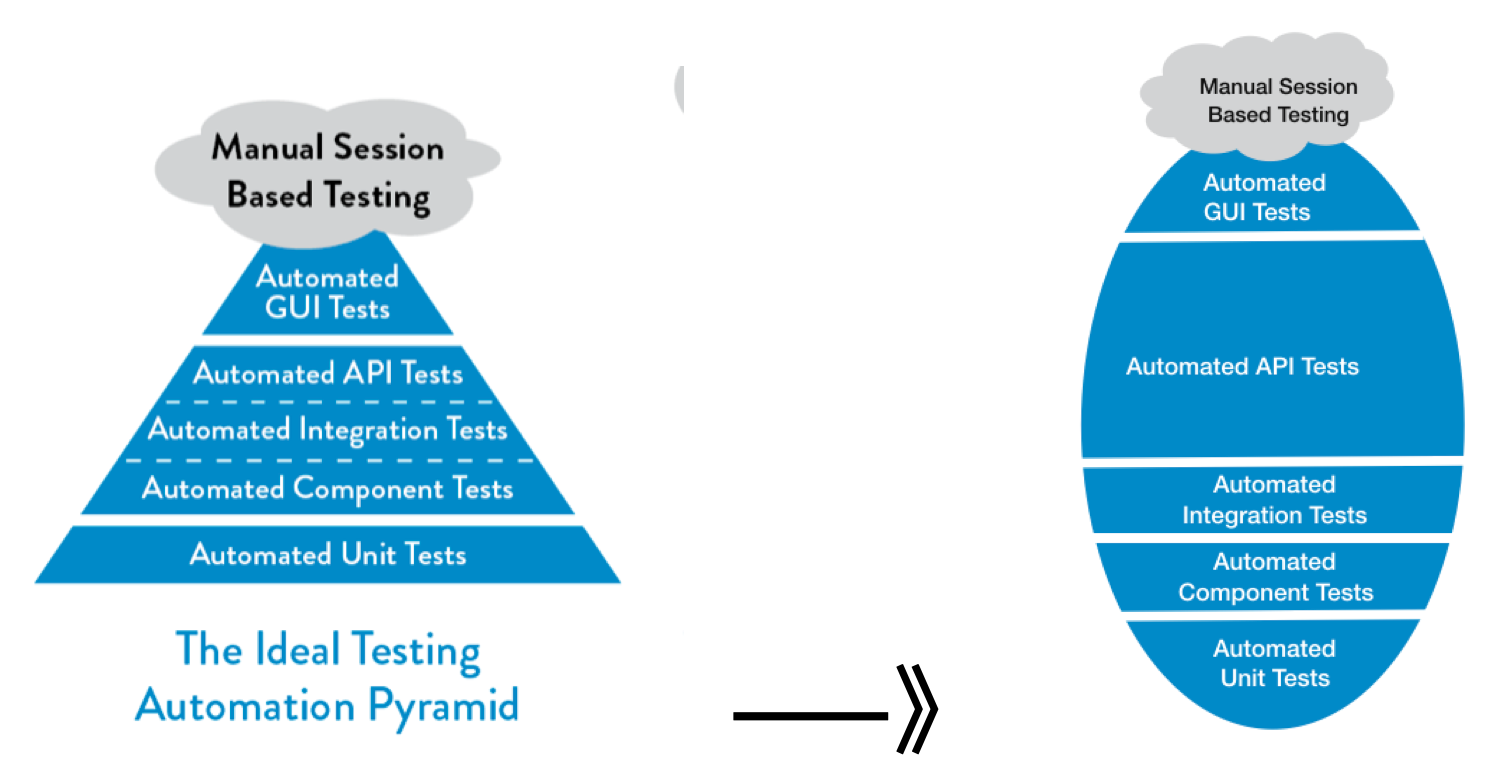 Manual Session
Based Testing
Automated
GUI Tests
Automated API Tests
Automated Integration Tests
Automated Component Tests
Automated Unit Tests
The Ideal Testing
Automation Pyramid
Manual Session
Based Testing
Automated
GUI Tests
Automated API Tests
Automated
Integration Tests
Automated
Component Tests
Automated
Unit Tests